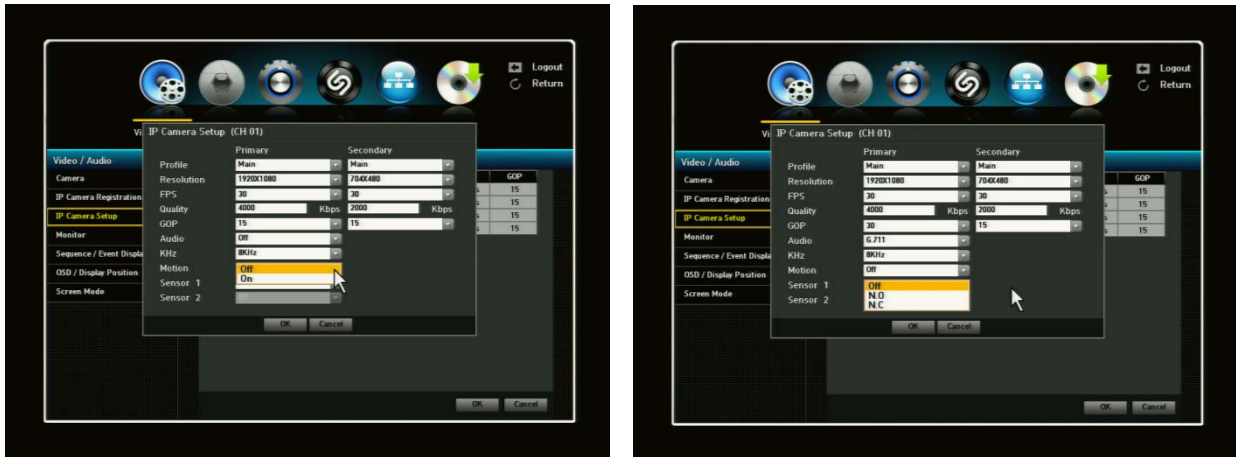 Logout
Return
Vi
IP Camera Setup (CH 01)
Primary Secondary
Video / Audio
Profile Main Main
Camera
Resolution 1920X1080 704X480
GOP
IP Camera Registration
FPS 30 30
s 15
Quality 4000 Kbps 2000 Kbps
s 15
IP Camera Setup
GOP 15 15
s 15
Monitor
Audio Off
s 15
Sequence / Event Displa
KHz 8KHz
OSD / Display Position
Motion Off
On
Screen Mode
Sensor 1
Sensor 2
OK Cancel
OK Cancel
Logout
Return
Vi
IP Camera Setup (CH 01)
Primary Secondary
Video / Audio
Profile Main Main
Camera
Resolution 1920X1080 704X480
GOP
IP Camera Registration
FPS 30 30
s 15
Quality 4000 Kbps 2000 Kbps
s 15
IP Camera Setup
GOP 30 15
s 15
Monitor
Audio G.711
s 15
Sequence / Event Displa
KHz 8KHz
OSD / Display Position
Motion Off
Screen Mode
Sensor 1 Off
N.O
Sensor 2
N.C
OK Cancel
OK Cancel